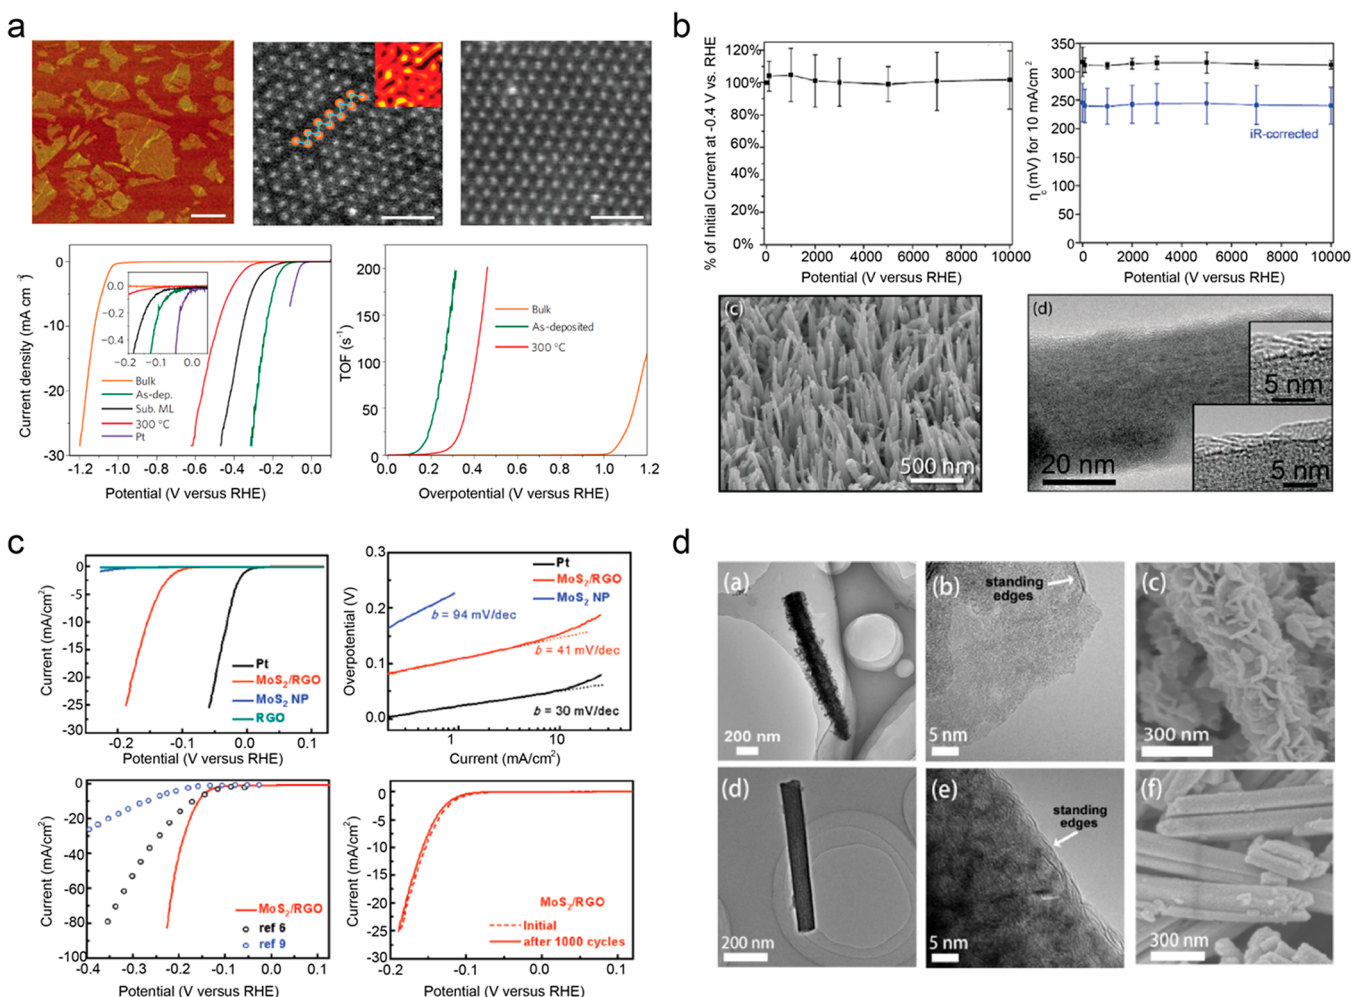 a
0
-10
-20
-30
Current density (mA cm⁻²)
0.0
-0.2
-0.4
-0.2
-0.1
0.0
Bulk
As-dep.
Sub. ML
300 °C
Pt
-1.2
-1.0
-0.8
-0.6
-0.4
-0.2
0.0
Potential (V versus RHE)
200
150
100
50
0
TOF (s⁻¹)
Bulk
As-deposited
300 °C
0.0
0.2
0.4
0.6
0.8
1.0
1.2
Overpotential (V versus RHE)
b
% of Initial Current at -0.4 V vs. RHE
120%
100%
80%
60%
40%
20%
0%
0
2000
4000
6000
8000
10000
Potential (V versus RHE)
ηc (mV) for 10 mA/cm²
350
300
250
200
150
100
50
0
iR-corrected
0
2000
4000
6000
8000
10000
Potential (V versus RHE)
(c)
500 nm
(d)
20 nm
5 nm
5 nm
c
Current (mA/cm²)
0
-5
-10
-15
-20
-25
-30
Pt
MoS₂/RGO
MoS₂ NP
RGO
-0.2
-0.1
0.0
0.1
Potential (V versus RHE)
Overpotential (V)
0.3
0.2
0.1
0.0
Pt
MoS₂/RGO
MoS₂ NP
b = 94 mV/dec
b = 41 mV/dec
b = 30 mV/dec
1
10
Current (mA/cm²)
Current (mA/cm²)
0
-20
-40
-60
-80
-100
MoS₂/RGO
ref 6
ref 9
-0.4
-0.3
-0.2
-0.1
0.0
0.1
Potential (V versus RHE)
Current (mA/cm²)
0
-5
-10
-15
-20
-25
-30
MoS₂/RGO
Initial
after 1000 cycles
-0.2
-0.1
0.0
0.1
Potential (V versus RHE)
d
(a)
200 nm
(b)
standing
edges
5 nm
(c)
300 nm
(d)
200 nm
(e)
standing
edges
5 nm
(f)
300 nm